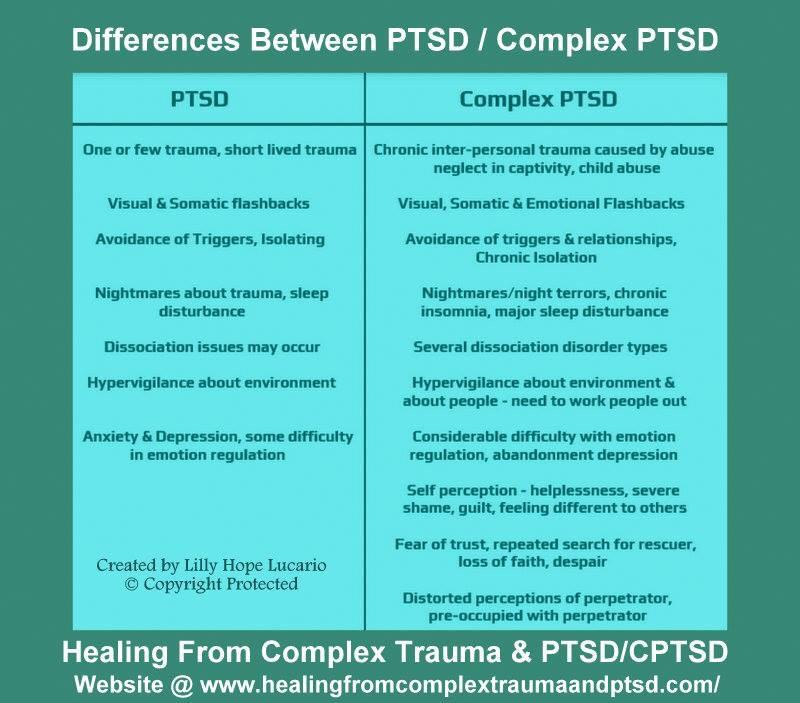 Differences Between PTSD / Complex PTSD
PTSD
Complex PTSD
One or few trauma, short lived trauma
Chronic inter-personal trauma caused by abuse
neglect in captivity, child abuse
Visual & Somatic flashbacks
Visual, Somatic & Emotional Flashbacks
Avoidance of Triggers, Isolating
Avoidance of triggers & relationships,
Chronic Isolation
Nightmares about trauma, sleep
disturbance
Nightmares/night terrors, chronic
insomnia, major sleep disturbance
Dissociation issues may occur
Several dissociation disorder types
Hypervigilance about environment
Hypervigilance about environment &
about people - need to work people out
Anxiety & Depression, some difficulty
in emotion regulation
Considerable difficulty with emotion
regulation, abandonment depression
Self perception - helplessness, severe
shame, guilt, feeling different to others
Fear of trust, repeated search for rescuer,
loss of faith, despair
Distorted perceptions of perpetrator,
pre-occupied with perpetrator
Created by Lilly Hope Lucario
© Copyright Protected
Healing From Complex Trauma & PTSD/CPTSD
Website @ www.healingfromcomplextraumaandptsd.com/